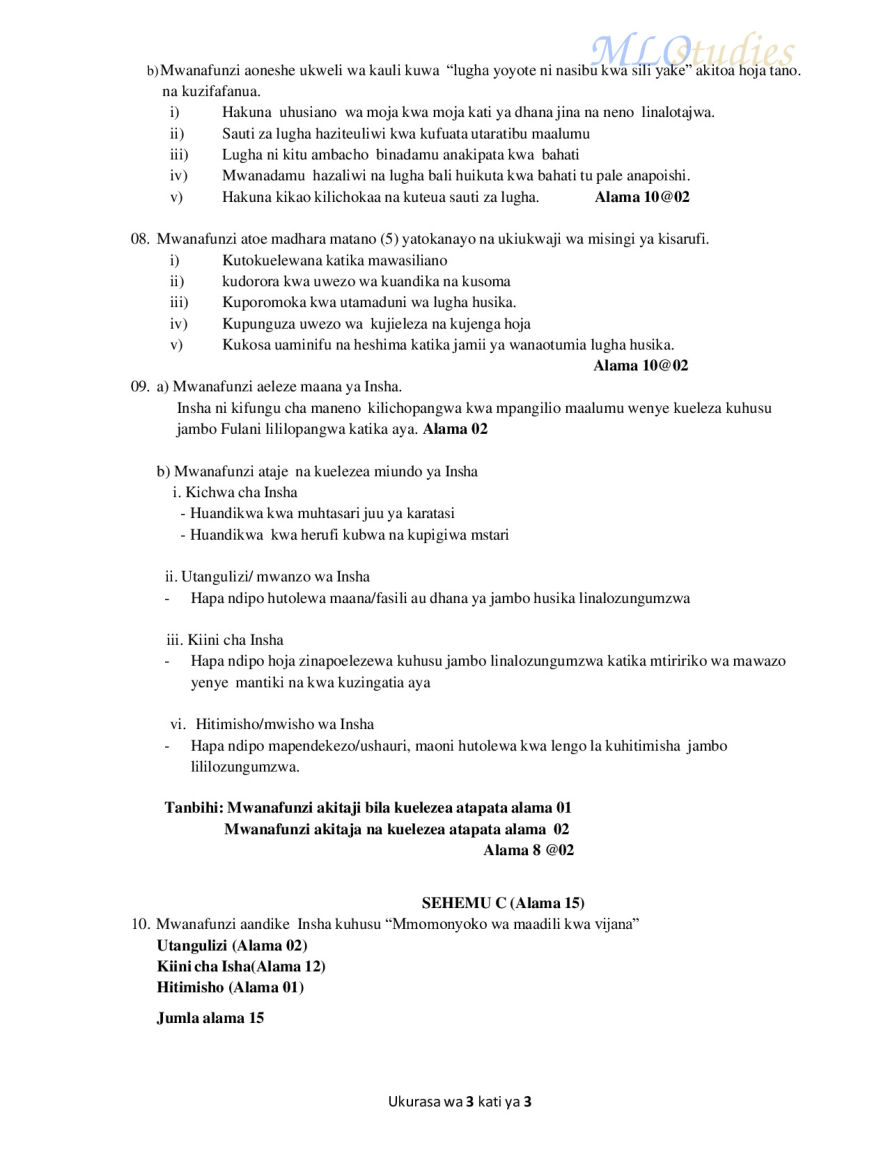 MLOstudies
b) Mwanafunzi aoneshe ukweli wa kauli kuwa “lugha yoyote ni nasibu kwa sili yake” akitoa hoja tano.
na kuzifafanua.
i) Hakuna uhusiano wa moja kwa moja kati ya dhana jina na neno linalotajwa.
ii) Sauti za lugha haziteuliwi kwa kufuata utaratibu maalumu
iii) Lugha ni kitu ambacho binadamu anakipata kwa bahati
iv) Mwanadamu hazaliwi na lugha bali huikuta kwa bahati tu pale anapoishi.
v) Hakuna kikao kilichokaa na kuteua sauti za lugha. Alama 10@02
08. Mwanafunzi atoe madhara matano (5) yatokanayo na ukiukwaji wa misingi ya kisarufi.
i) Kutokuelewana katika mawasiliano
ii) kudorora kwa uwezo wa kuandika na kusoma
iii) Kuporomoka kwa utamaduni wa lugha husika.
iv) Kupunguza uwezo wa kujieleza na kujenga hoja
v) Kukosa uaminifu na heshima katika jamii ya wanaotumia lugha husika.
Alama 10@02
09. a) Mwanafunzi aeleze maana ya Insha.
Insha ni kifungu cha maneno kilichopangwa kwa mpangilio maalumu wenye kueleza kuhusu
jambo Fulani lililopangwa katika aya. Alama 02
b) Mwanafunzi ataje na kuelezea miundo ya Insha
i. Kichwa cha Insha
- Huandikwa kwa muhtasari juu ya karatasi
- Huandikwa kwa herufi kubwa na kupigiwa mstari
ii. Utangulizi/ mwanzo wa Insha
- Hapa ndipo hutolewa maana/fasili au dhana ya jambo husika linalozungumzwa
iii. Kiini cha Insha
- Hapa ndipo hoja zinapoelezewa kuhusu jambo linalozungumzwa katika mtiririko wa mawazo
yenye mantiki na kwa kuzingatia aya
vi. Hitimisho/mwisho wa Insha
- Hapa ndipo mapendekezo/ushauri, maoni hutolewa kwa lengo la kuhitimisha jambo
lililozungumzwa.
Tanbihi: Mwanafunzi akitaji bila kuelezea atapata alama 01
Mwanafunzi akitaja na kuelezea atapata alama 02
Alama 8 @02
SEHEMU C (Alama 15)
10. Mwanafunzi aandike Insha kuhusu “Mmomonyoko wa maadili kwa vijana”
Utangulizi (Alama 02)
Kiini cha Isha(Alama 12)
Hitimisho (Alama 01)
Jumla alama 15
Ukurasa wa 3 kati ya 3